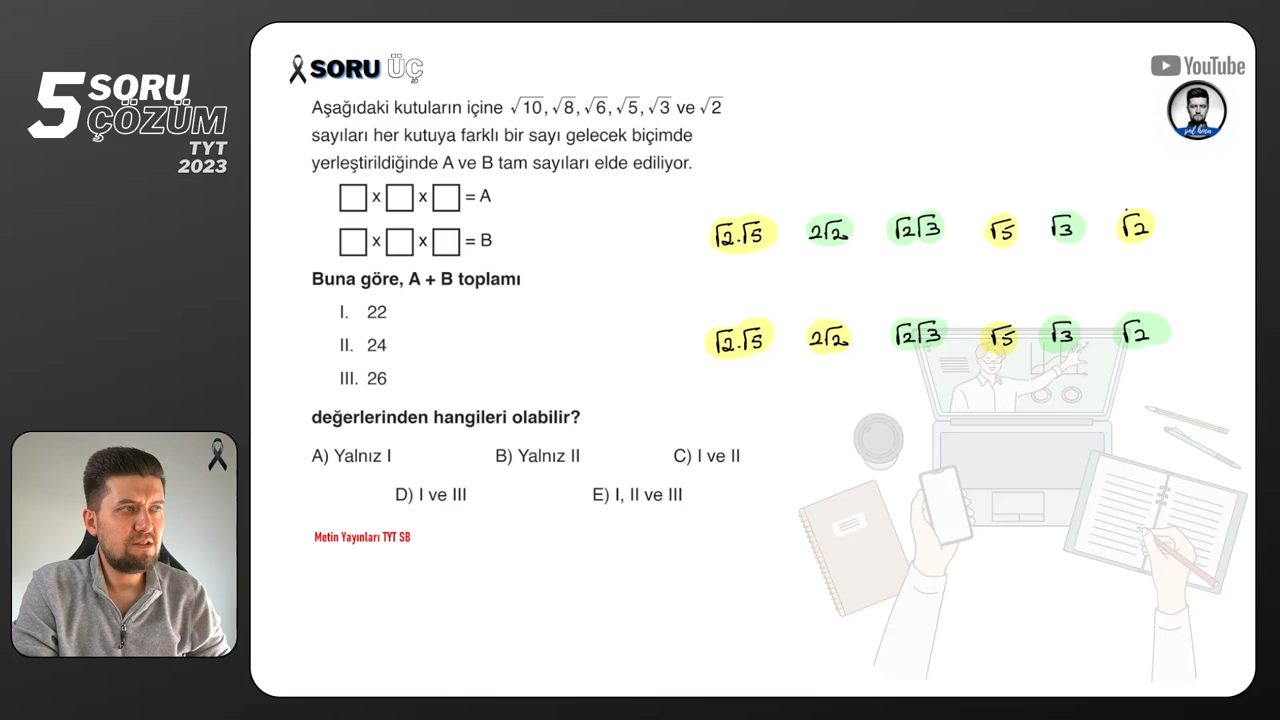 5 SORU
ÇÖZÜM
TYT
2023
SORU ÜÇ
YouTube
Aşağıdaki kutuların içine √10, √8, √6, √5, √3 ve √2
sayıları her kutuya farklı bir sayı gelecek biçimde
yerleştirildiğinde A ve B tam sayıları elde ediliyor.
□ x □ x □ = A
□ x □ x □ = B
√2.√5 2√2 √2√3 √5 √3 √2
Buna göre, A + B toplamı
I. 22
II. 24
III. 26
√2.√5 2√2 √2√3 √5 √3 √2
değerlerinden hangileri olabilir?
A) Yalnız I B) Yalnız II C) I ve II
D) I ve III E) I, II ve III
Metin Yayınları TYT SB